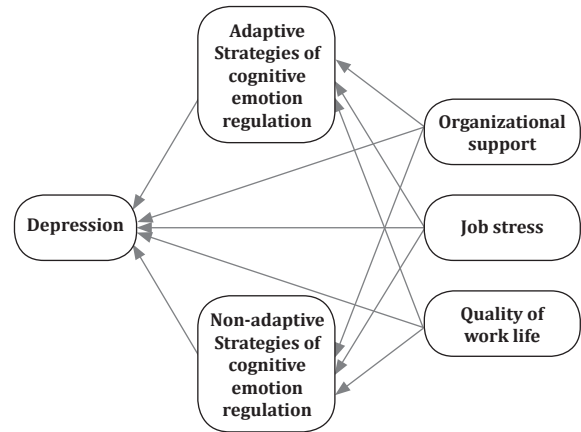 Adaptive
Strategies of
cognitive
emotion
regulation
Organizational
support
Depression
Job stress
Non-adaptive
Strategies of
cognitive
emotion
regulation
Quality of
work life